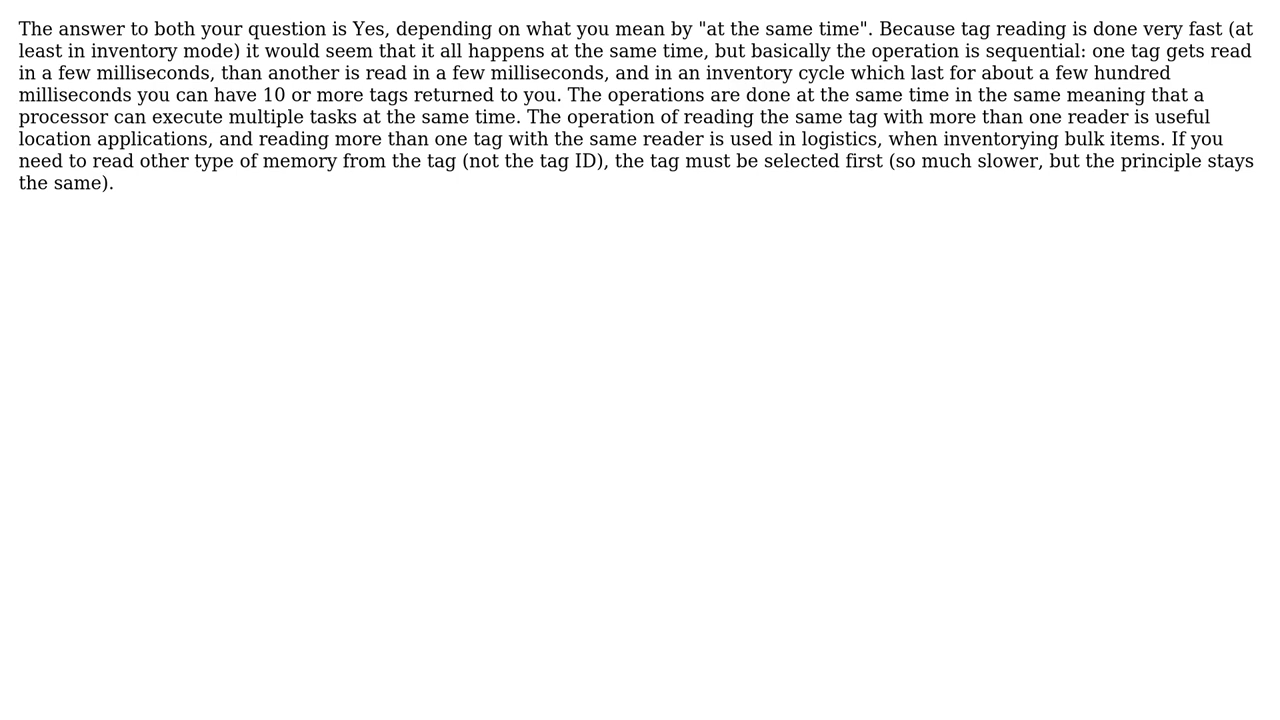 The answer to both your question is Yes, depending on what you mean by "at the same time". Because tag reading is done very fast (at
least in inventory mode) it would seem that it all happens at the same time, but basically the operation is sequential: one tag gets read
in a few milliseconds, than another is read in a few milliseconds, and in an inventory cycle which last for about a few hundred
milliseconds you can have 10 or more tags returned to you. The operations are done at the same time in the same meaning that a
processor can execute multiple tasks at the same time. The operation of reading the same tag with more than one reader is useful
location applications, and reading more than one tag with the same reader is used in logistics, when inventorying bulk items. If you
need to read other type of memory from the tag (not the tag ID), the tag must be selected first (so much slower, but the principle stays
the same).